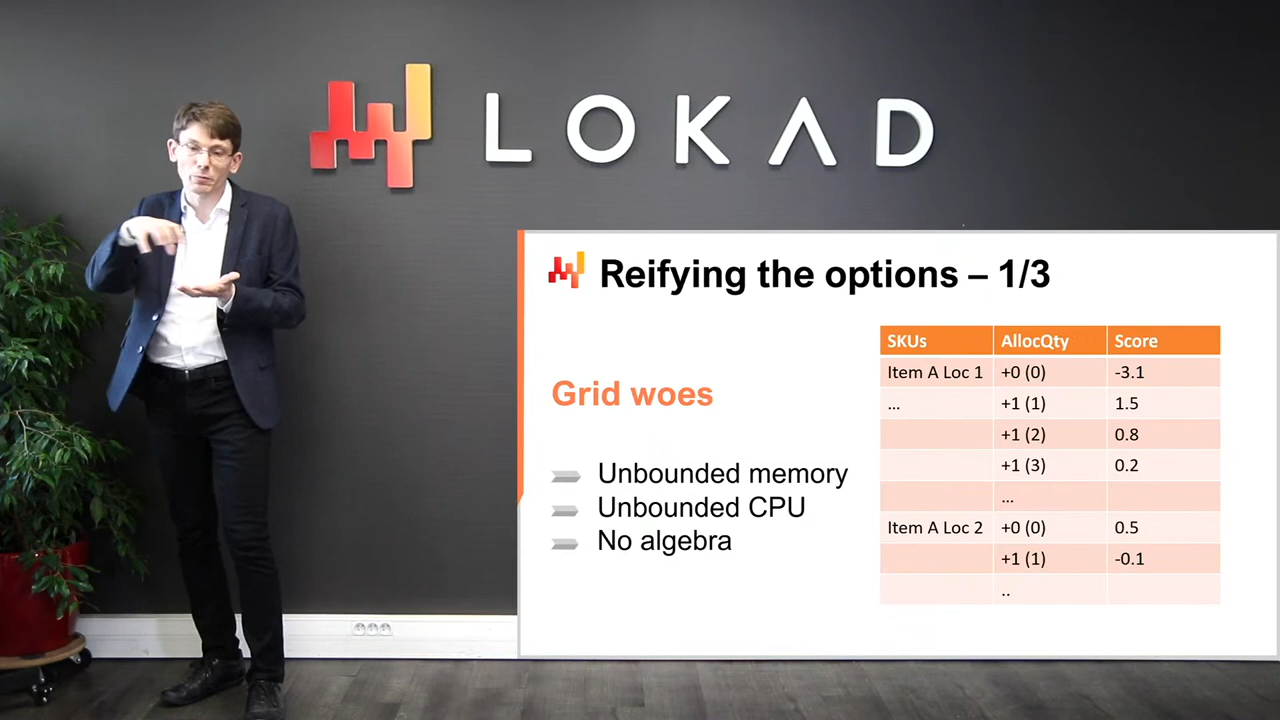 LOKAD
Reifying the options – 1/3
Grid woes
Unbounded memory
Unbounded CPU
No algebra
SKUs AllocQty Score
Item A Loc 1 +0 (0) -3.1
... +1 (1) 1.5
+1 (2) 0.8
+1 (3) 0.2
...
Item A Loc 2 +0 (0) 0.5
+1 (1) -0.1
..